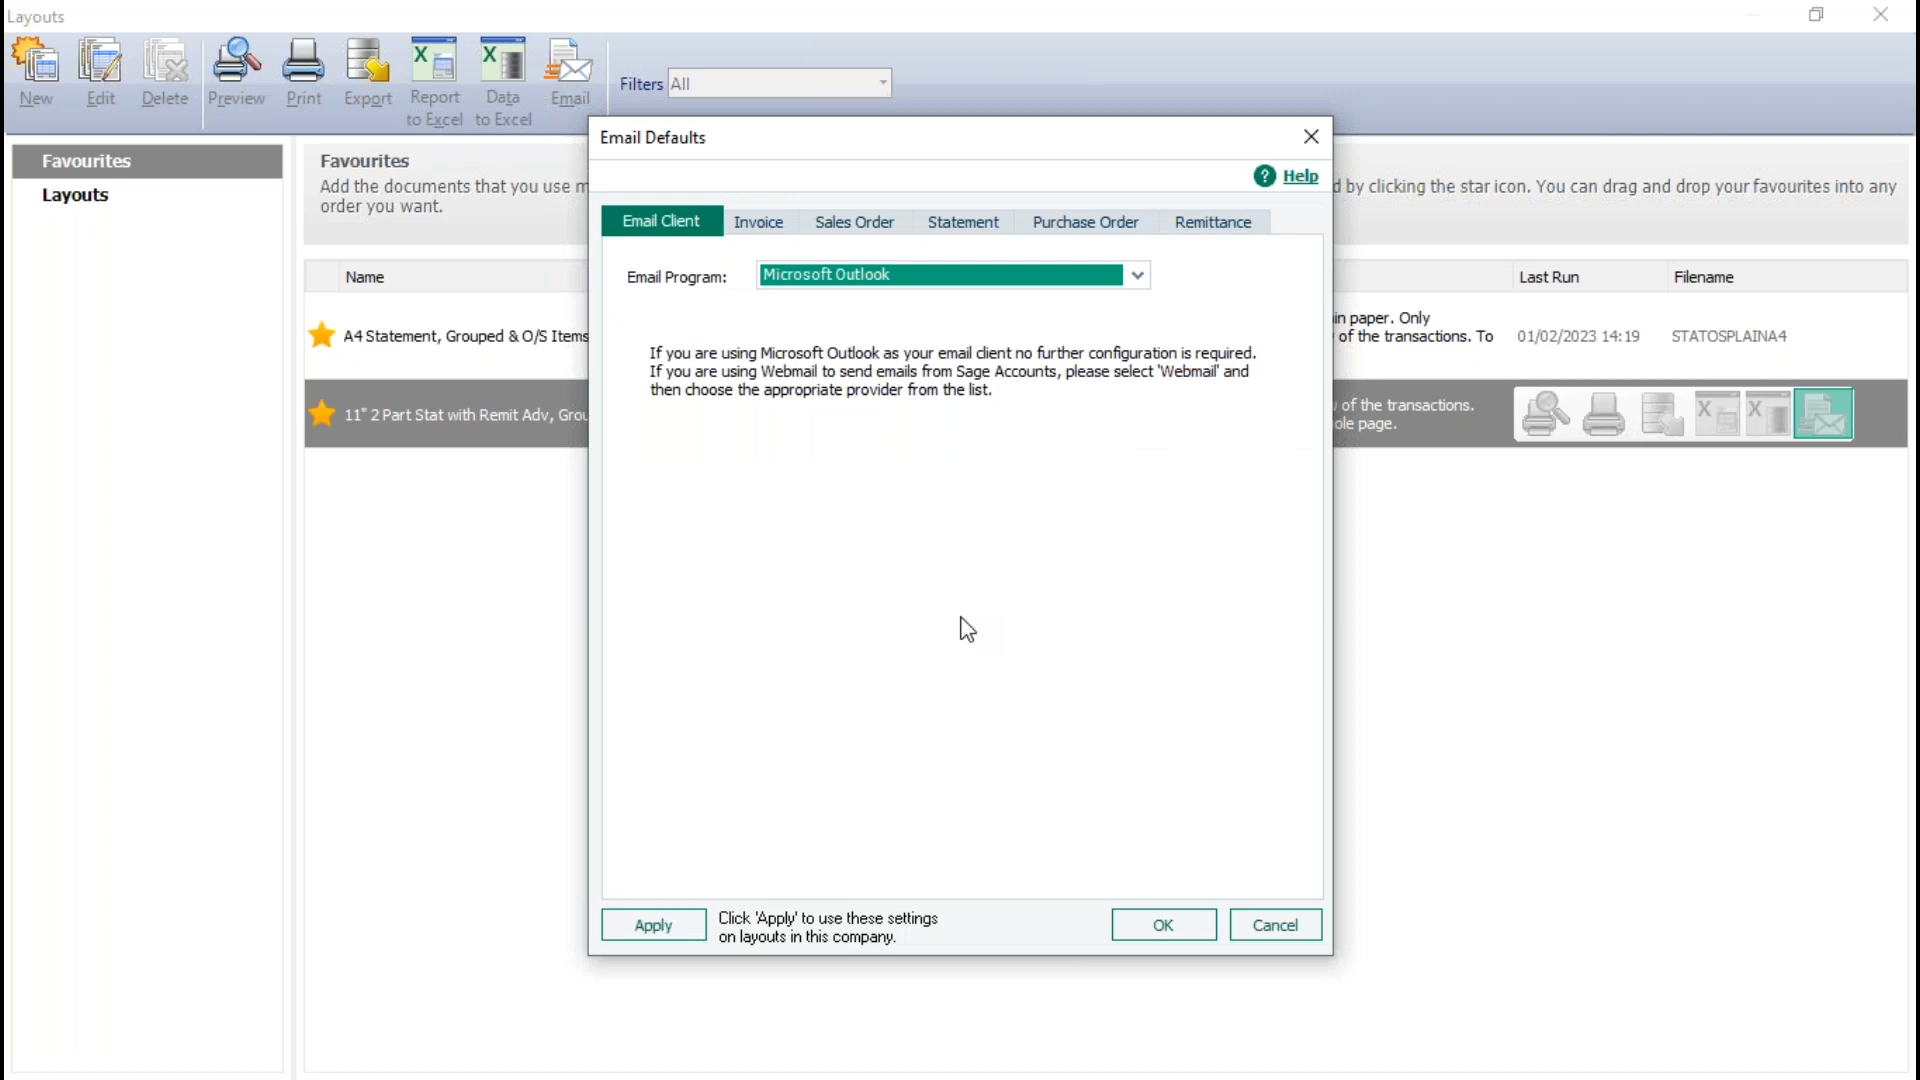 Layouts
New
Edit
Delete
Preview
Print
Export
Report
to Excel
Data
to Excel
Email
Filters All
Favourites
Layouts
Favourites
Add the documents that you use m
order you want.
d by clicking the star icon. You can drag and drop your favourites into any
Name
Last Run
Filename
A4 Statement, Grouped & O/S Items
in paper. Only
of the transactions. To
01/02/2023 14:19
STATOSPLAINA4
11" 2 Part Stat with Remit Adv, Grou
of the transactions.
ole page.
Email Defaults
? Help
Email Client
Invoice
Sales Order
Statement
Purchase Order
Remittance
Email Program:
Microsoft Outlook
If you are using Microsoft Outlook as your email client no further configuration is required.
If you are using Webmail to send emails from Sage Accounts, please select 'Webmail' and
then choose the appropriate provider from the list.
Apply
Click 'Apply' to use these settings
on layouts in this company.
OK
Cancel